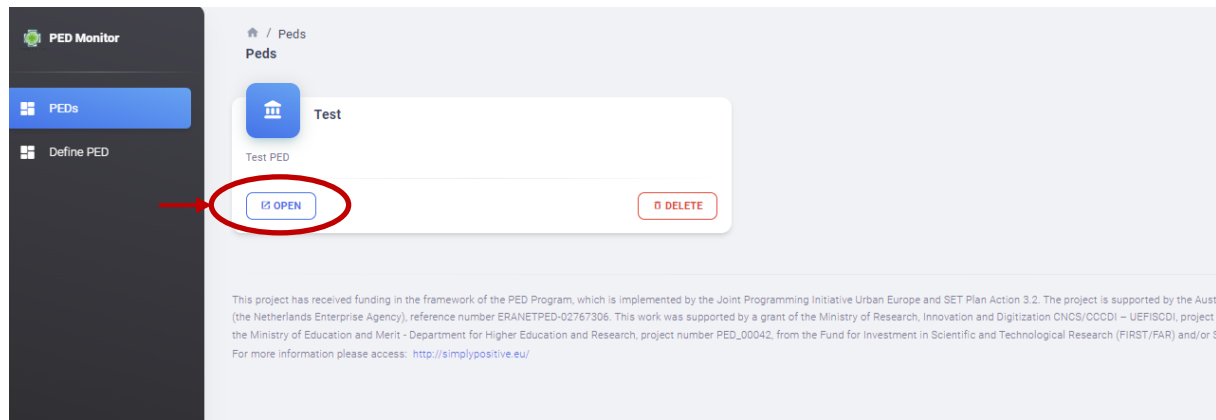 PED Monitor
PEDs
Define PED
/ Peds
Peds
Test
Test PED
OPEN
DELETE
This project has received funding in the framework of the PED Program, which is implemented by the Joint Programming Initiative Urban Europe and SET Plan Action 3.2. The project is supported by the Aust
(the Netherlands Enterprise Agency), reference number ERANETPED-02767306. This work was supported by a grant of the Ministry of Research, Innovation and Digitization CNCS/CCCDI – UEFISCDI, project
the Ministry of Education and Merit - Department for Higher Education and Research, project number PED_00042, from the Fund for Investment in Scientific and Technological Research (FIRST/FAR) and/or S
For more information please access: http://simplypositive.eu/